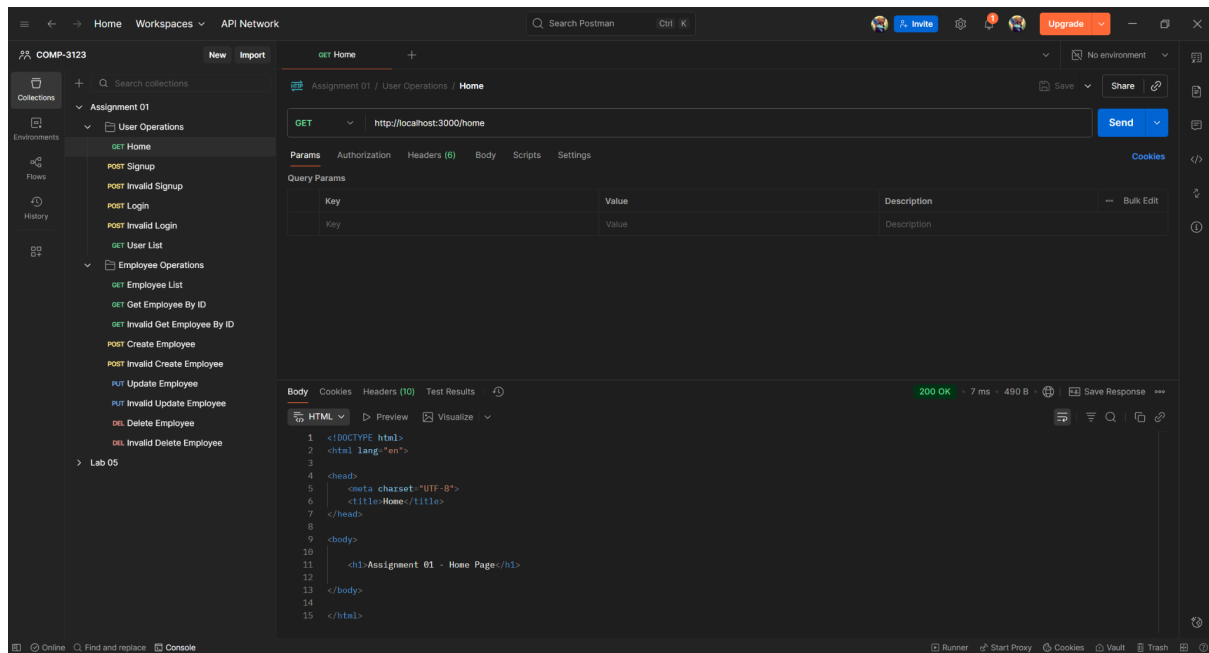 Home Workspaces API Network Search Postman Ctrl K Invite 1 Upgrade
COMP-3123 New Import GET Home No environment
Collections Search collections
Assignment 01 / User Operations / Home Save Share
Assignment 01
User Operations
GET http://localhost:3000/home Send
Environments
GET Home
Params Authorization Headers (6) Body Scripts Settings Cookies
POST Signup
Flows
Query Params
POST Invalid Signup
Key Value Description Bulk Edit
POST Login
History
Key Value Description
POST Invalid Login
GET User List
Employee Operations
GET Employee List
GET Get Employee By ID
GET Invalid Get Employee By ID
POST Create Employee
POST Invalid Create Employee
PUT Update Employee
PUT Invalid Update Employee
DEL Delete Employee
DEL Invalid Delete Employee
Lab 05
Body Cookies Headers (10) Test Results 200 OK 7 ms 490 B Save Response
HTML Preview Visualize
1 <!DOCTYPE html>
2 <html lang="en">
3
4 <head>
5 <meta charset="UTF-8">
6 <title>Home</title>
7 </head>
8
9 <body>
10
11 <h1>Assignment 01 - Home Page</h1>
12
13 </body>
14
15 </html>
Online Find and replace Console Runner Start Proxy Cookies Vault Trash